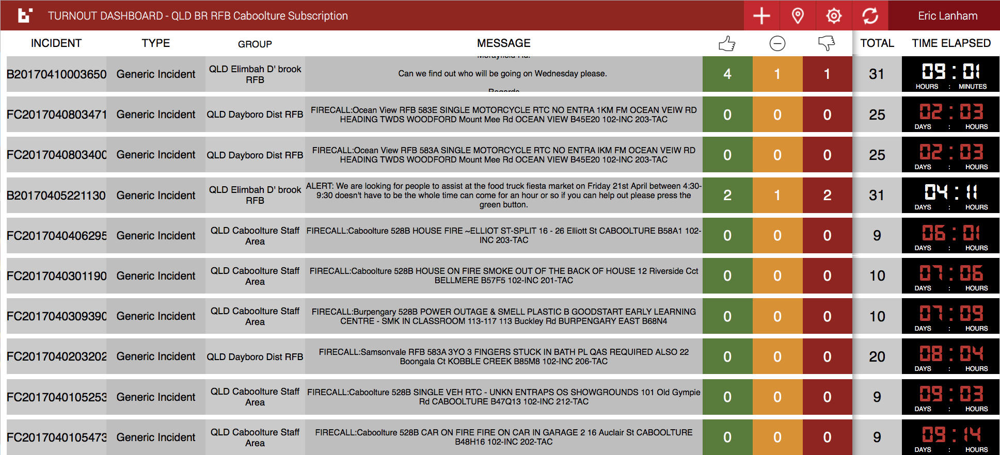 TURNOUT DASHBOARD - QLD BR RFB Caboolture Subscription
Eric Lanham
INCIDENT TYPE GROUP MESSAGE TOTAL TIME ELAPSED
Morayfield Rd.
B20170410003650
Generic Incident
QLD Elimbah D' brook
RFB
Can we find out who will be going on Wednesday please.
Regards
4 1 1 31
09 : 01
HOURS : MINUTES
FC2017040803471
Generic Incident
QLD Dayboro Dist RFB
FIRECALL:Ocean View RFB 583E SINGLE MOTORCYCLE RTC NO ENTRA 1KM FM OCEAN VEIW RD
HEADING TWDS WOODFORD Mount Mee Rd OCEAN VIEW B45E20 102-INC 203-TAC
0 0 0 25
02 : 03
DAYS : HOURS
FC2017040803400
Generic Incident
QLD Dayboro Dist RFB
FIRECALL:Ocean View RFB 583A SINGLE MOTORCYCLE RTC NO ENTRA IKM FM OCEAN VEIW RD
HEADING TWDS WOODFORD Mount Mee Rd OCEAN VIEW B45E20 102-INC 203-TAC
0 0 0 25
02 : 03
DAYS : HOURS
B20170405221130
Generic Incident
QLD Elimbah D' brook
RFB
ALERT: We are looking for people to assist at the food truck fiesta market on Friday 21st April between 4:30-
9:30 doesn't have to be the whole time can come for an hour or so if you can help out please press the
green button.
2 1 2 31
04 : 11
DAYS : HOURS
FC2017040406295
Generic Incident
QLD Caboolture Staff
Area
FIRECALL:Caboolture 528B HOUSE FIRE ~ELLIOT ST-SPLIT 16 - 26 Elliott St CABOOLTURE B58A1 102-
INC 203-TAC
0 0 0 9
06 : 01
DAYS : HOURS
FC2017040301190
Generic Incident
QLD Caboolture Staff
Area
FIRECALL:Caboolture 528B HOUSE ON FIRE SMOKE OUT OF THE BACK OF HOUSE 12 Riverside Cct
BELLMERE B57F5 102-INC 201-TAC
0 0 0 10
07 : 06
DAYS : HOURS
FC2017040309390
Generic Incident
QLD Caboolture Staff
Area
FIRECALL:Burpengary 528B POWER OUTAGE & SMELL PLASTIC B GOODSTART EARLY LEARNING
CENTRE - SMK IN CLASSROOM 113-117 113 Buckley Rd BURPENGARY EAST B68N4
0 0 0 10
07 : 09
DAYS : HOURS
FC2017040203202
Generic Incident
QLD Dayboro Dist RFB
FIRECALL:Samsonvale RFB 583A 3YO 3 FINGERS STUCK IN BATH PL QAS REQUIRED ALSO 22
Boongala Ct KOBBLE CREEK B85M8 102-INC 206-TAC
0 0 0 20
08 : 04
DAYS : HOURS
FC2017040105253
Generic Incident
QLD Caboolture Staff
Area
FIRECALL:Caboolture 528B SINGLE VEH RTC - UNKN ENTRAPS OS SHOWGROUNDS 101 Old Gympie
Rd CABOOLTURE B47Q13 102-INC 212-TAC
0 0 0 9
09 : 03
DAYS : HOURS
FC2017040105473
Generic Incident
QLD Caboolture Staff
Area
FIRECALL:Caboolture 528B CAR ON FIRE FIRE ON CAR IN GARAGE 2 16 Auclair St CABOOLTURE
B48H16 102-INC 202-TAC
0 0 0 9
09 : 14
DAYS : HOURS